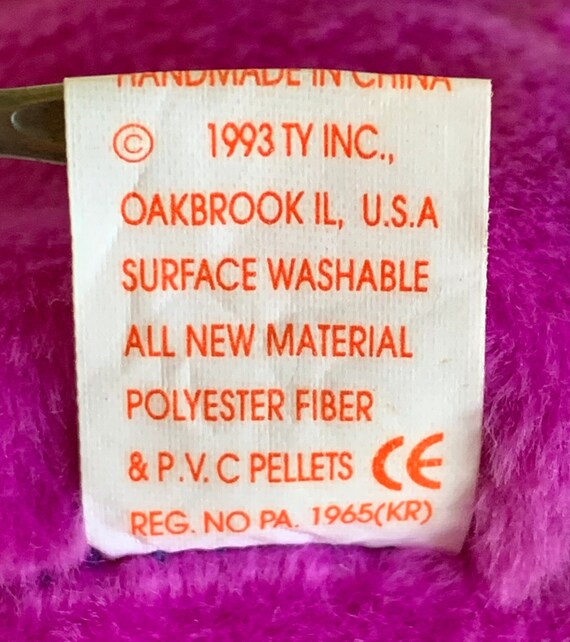 HANDMADE IN CHINA
© 1993 TY INC.,
OAKBROOK IL, U.S.A
SURFACE WASHABLE
ALL NEW MATERIAL
POLYESTER FIBER
& P.V.C PELLETS CE
REG. NO PA. 1965(KR)